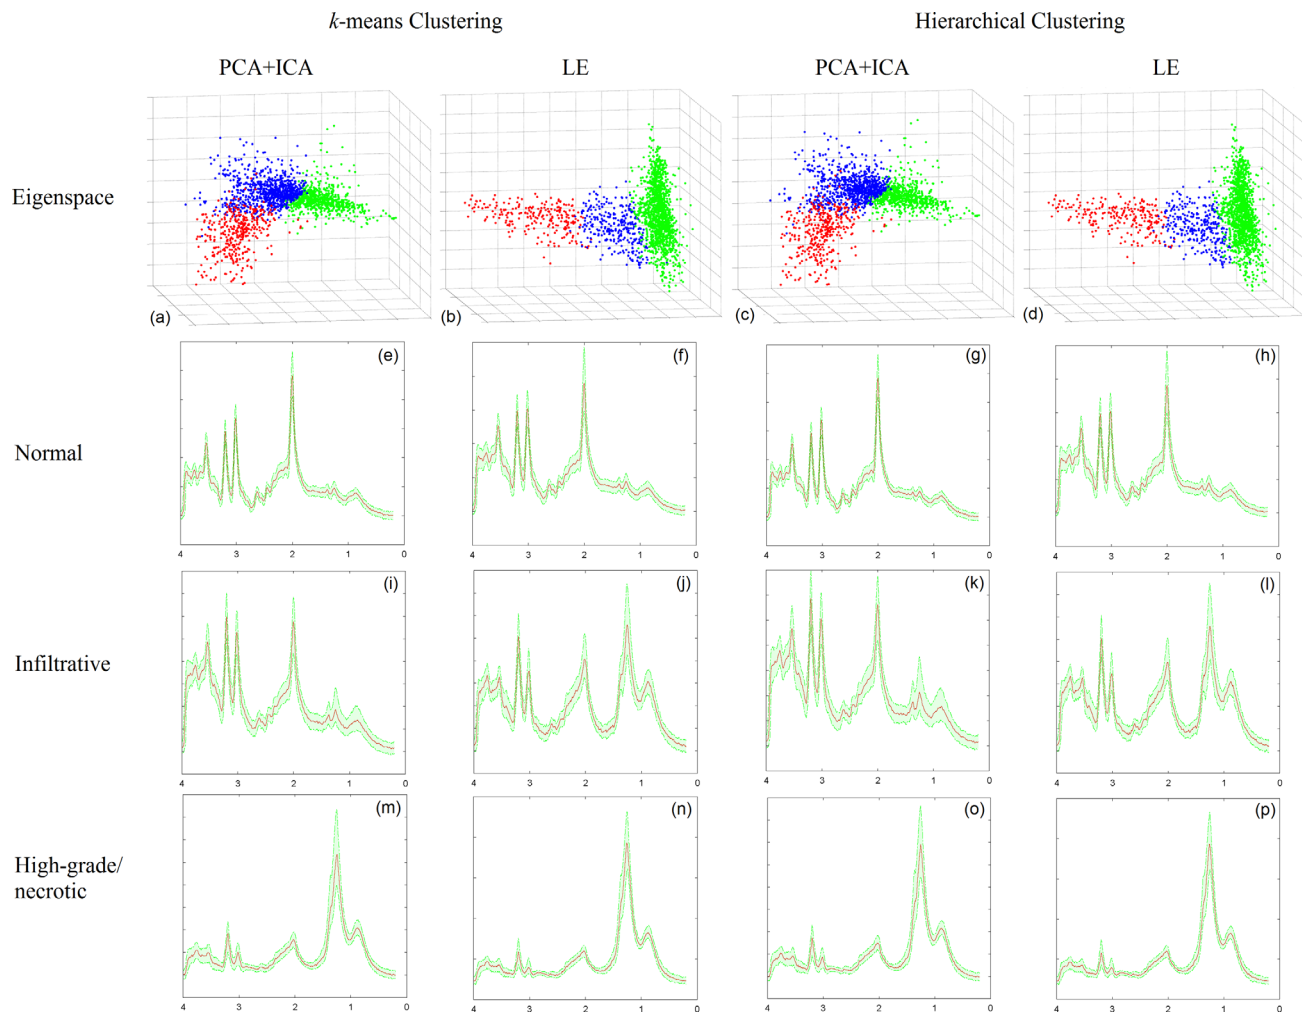 k-means Clustering Hierarchical Clustering
PCA+ICA LE PCA+ICA LE
Eigenspace
(a) (b) (c) (d)
Normal
(e) (f) (g) (h)
4 3 2 1 0 4 3 2 1 0 4 3 2 1 0 4 3 2 1 0
Infiltrative
(i) (j) (k) (l)
4 3 2 1 0 4 3 2 1 0 4 3 2 1 0 4 3 2 1 0
High-grade/
necrotic
(m) (n) (o) (p)
4 3 2 1 0 4 3 2 1 0 4 3 2 1 0 4 3 2 1 0